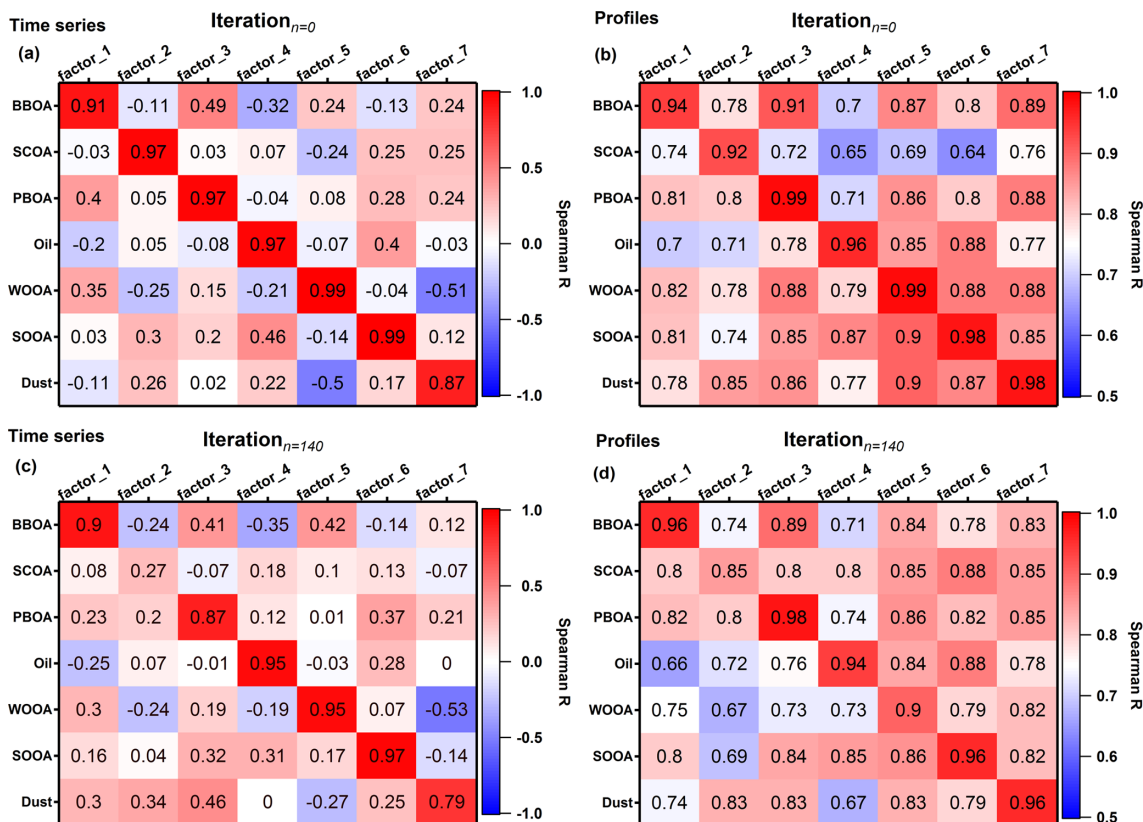 Time series Iteration n=0
(a)
factor_1 factor_2 factor_3 factor_4 factor_5 factor_6 factor_7
BBOA 0.91 -0.11 0.49 -0.32 0.24 -0.13 0.24
SCOA -0.03 0.97 0.03 0.07 -0.24 0.25 0.25
PBOA 0.4 0.05 0.97 -0.04 0.08 0.28 0.24
Oil -0.2 0.05 -0.08 0.97 -0.07 0.4 -0.03
WOOA 0.35 -0.25 0.15 -0.21 0.99 -0.04 -0.51
SOOA 0.03 0.3 0.2 0.46 -0.14 0.99 0.12
Dust -0.11 0.26 0.02 0.22 -0.5 0.17 0.87
1.0
0.5
0.0
-0.5
-1.0
Spearman R
Profiles Iteration n=0
(b)
factor_1 factor_2 factor_3 factor_4 factor_5 factor_6 factor_7
BBOA 0.94 0.78 0.91 0.7 0.87 0.8 0.89
SCOA 0.74 0.92 0.72 0.65 0.69 0.64 0.76
PBOA 0.81 0.8 0.99 0.71 0.86 0.8 0.88
Oil 0.7 0.71 0.78 0.96 0.85 0.88 0.77
WOOA 0.82 0.78 0.88 0.79 0.99 0.88 0.88
SOOA 0.81 0.74 0.85 0.87 0.9 0.98 0.85
Dust 0.78 0.85 0.86 0.77 0.9 0.87 0.98
1.0
0.9
0.8
0.7
0.6
0.5
Spearman R
Time series Iteration n=140
(c)
factor_1 factor_2 factor_3 factor_4 factor_5 factor_6 factor_7
BBOA 0.9 -0.24 0.41 -0.35 0.42 -0.14 0.12
SCOA 0.08 0.27 -0.07 0.18 0.1 0.13 -0.07
PBOA 0.23 0.2 0.87 0.12 0.01 0.37 0.21
Oil -0.25 0.07 -0.01 0.95 -0.03 0.28 0
WOOA 0.3 -0.24 0.19 -0.19 0.95 0.07 -0.53
SOOA 0.16 0.04 0.32 0.31 0.17 0.97 -0.14
Dust 0.3 0.34 0.46 0 -0.27 0.25 0.79
1.0
0.5
0.0
-0.5
-1.0
Spearman R
Profiles Iteration n=140
(d)
factor_1 factor_2 factor_3 factor_4 factor_5 factor_6 factor_7
BBOA 0.96 0.74 0.89 0.71 0.84 0.78 0.83
SCOA 0.8 0.85 0.8 0.8 0.85 0.88 0.85
PBOA 0.82 0.8 0.98 0.74 0.86 0.82 0.85
Oil 0.66 0.72 0.76 0.94 0.84 0.88 0.78
WOOA 0.75 0.67 0.73 0.73 0.9 0.79 0.82
SOOA 0.8 0.69 0.84 0.85 0.86 0.96 0.82
Dust 0.74 0.83 0.83 0.67 0.83 0.79 0.96
1.0
0.9
0.8
0.7
0.6
0.5
Spearman R